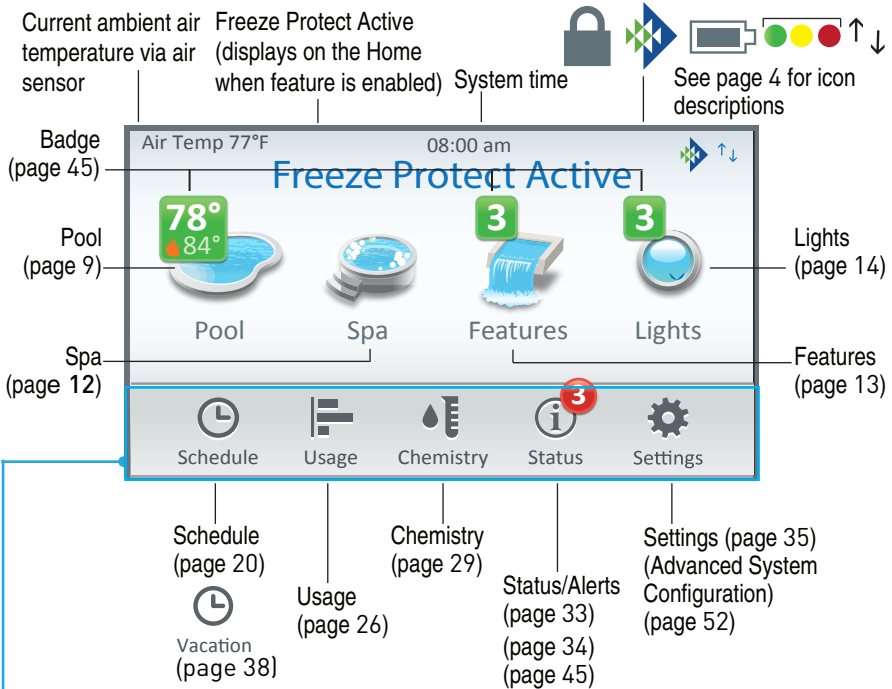 Current ambient air
temperature via air
sensor
Freeze Protect Active
(displays on the Home
when feature is enabled)
System time
See page 4 for icon
descriptions
Badge
(page 45)
Air Temp 77°F
08:00 am
Freeze Protect Active
78°
84°
3
3
Pool
(page 9)
Lights
(page 14)
Pool
Spa
Features
Lights
Spa
(page 12)
Features
(page 13)
3
Schedule
Usage
Chemistry
Status
Settings
Schedule
(page 20)
Vacation
(page 38)
Usage
(page 26)
Chemistry
(page 29)
Status/Alerts
(page 33)
(page 34)
(page 45)
Settings (page 35)
(Advanced System
Configuration)
(page 52)